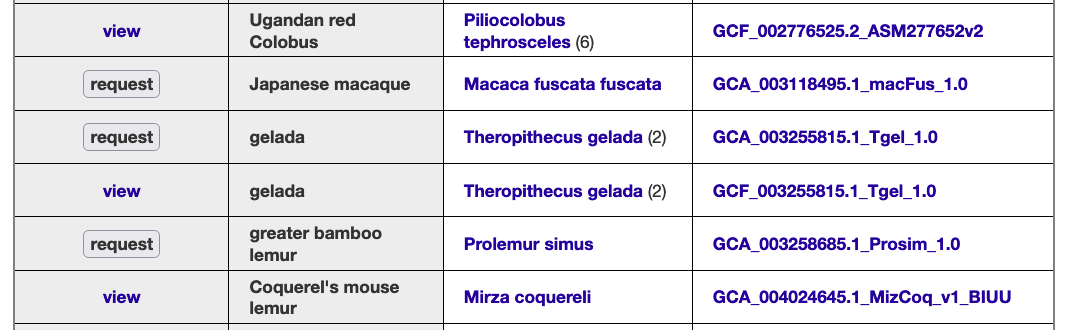 view
Ugandan red
Colobus
Piliocolobus
tephrosceles (6)
GCF_002776525.2_ASM277652v2
request
Japanese macaque
Macaca fuscata fuscata
GCA_003118495.1_macFus_1.0
request
gelada
Theropithecus gelada (2)
GCA_003255815.1_Tgel_1.0
view
gelada
Theropithecus gelada (2)
GCF_003255815.1_Tgel_1.0
request
greater bamboo
lemur
Prolemur simus
GCA_003258685.1_Prosim_1.0
view
Coquerel's mouse
lemur
Mirza coquereli
GCA_004024645.1_MizCoq_v1_BIUU